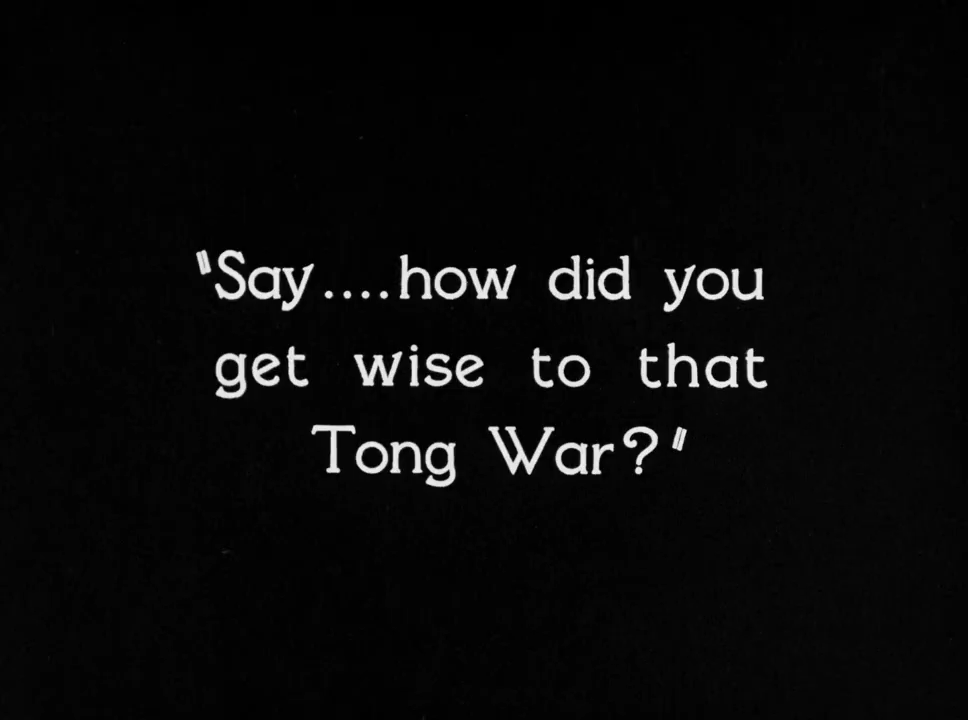 "Say....how did you
get wise to that
Tong War?"